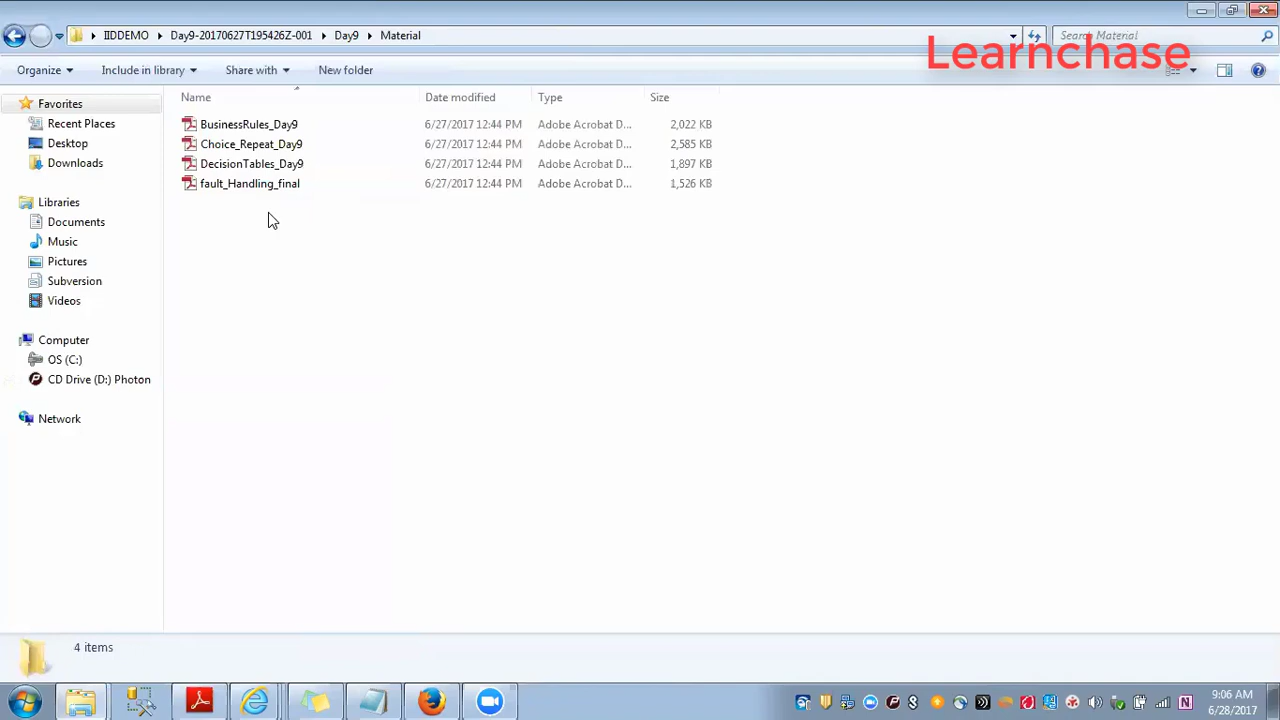 IIDDEMO Day9-20170627T195426Z-001 Day9 Material Search Material
Learnchase
Organize Include in library Share with New folder
Name Date modified Type Size
Favorites
Recent Places
Desktop
Downloads
Libraries
Documents
Music
Pictures
Subversion
Videos
Computer
OS (C:)
CD Drive (D:) Photon
Network
BusinessRules_Day9 6/27/2017 12:44 PM Adobe Acrobat D... 2,022 KB
Choice_Repeat_Day9 6/27/2017 12:44 PM Adobe Acrobat D... 2,585 KB
DecisionTables_Day9 6/27/2017 12:44 PM Adobe Acrobat D... 1,897 KB
fault_Handling_final 6/27/2017 12:44 PM Adobe Acrobat D... 1,526 KB
4 items
9:06 AM
6/28/2017